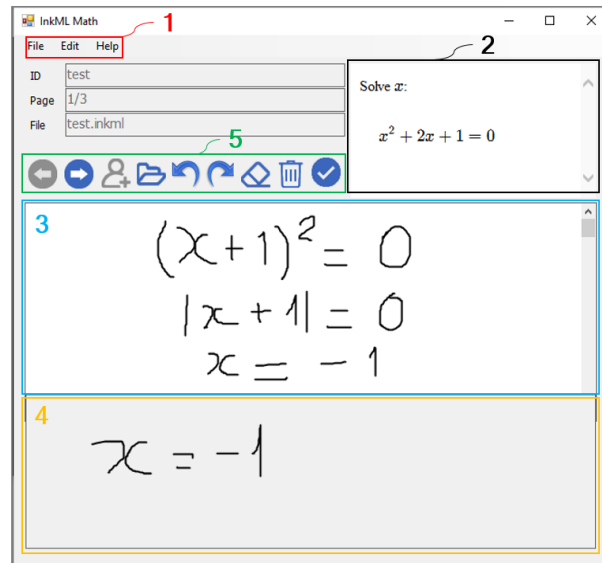 InkML Math
1
File Edit Help
2
ID test
Page 1/3
File test.inkml
Solve x:
x² + 2x + 1 = 0
5
3
(x+1)² = 0
|x+1| = 0
x = -1
4
x = -1